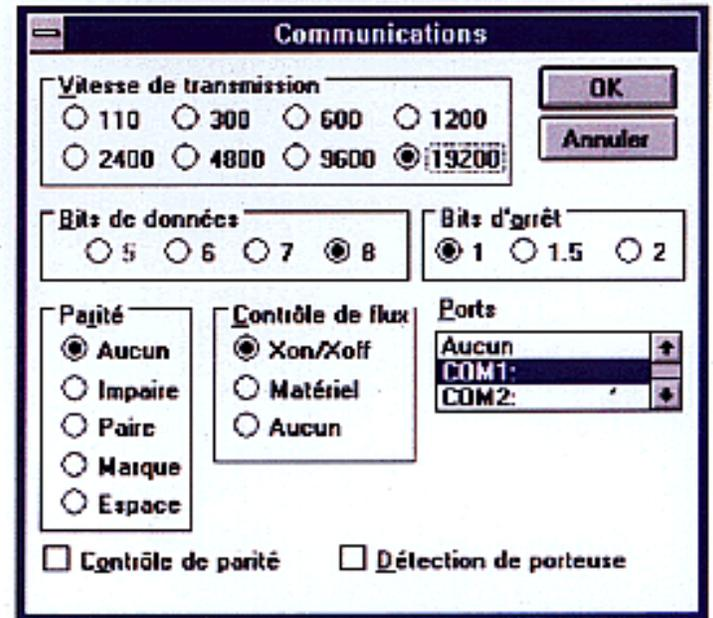 Communications
Vitesse de transmission
110 300 600 1200
2400 4800 9600 19200
OK
Annuler
Bits de données
5 6 7 8
Bits d'arrêt
1 1.5 2
Parité
Aucun
Impaire
Paire
Marque
Espace
Contrôle de flux
Xon/Xoff
Matériel
Aucun
Ports
Aucun
COM1:
COM2:
Contrôle de parité
Détection de porteuse